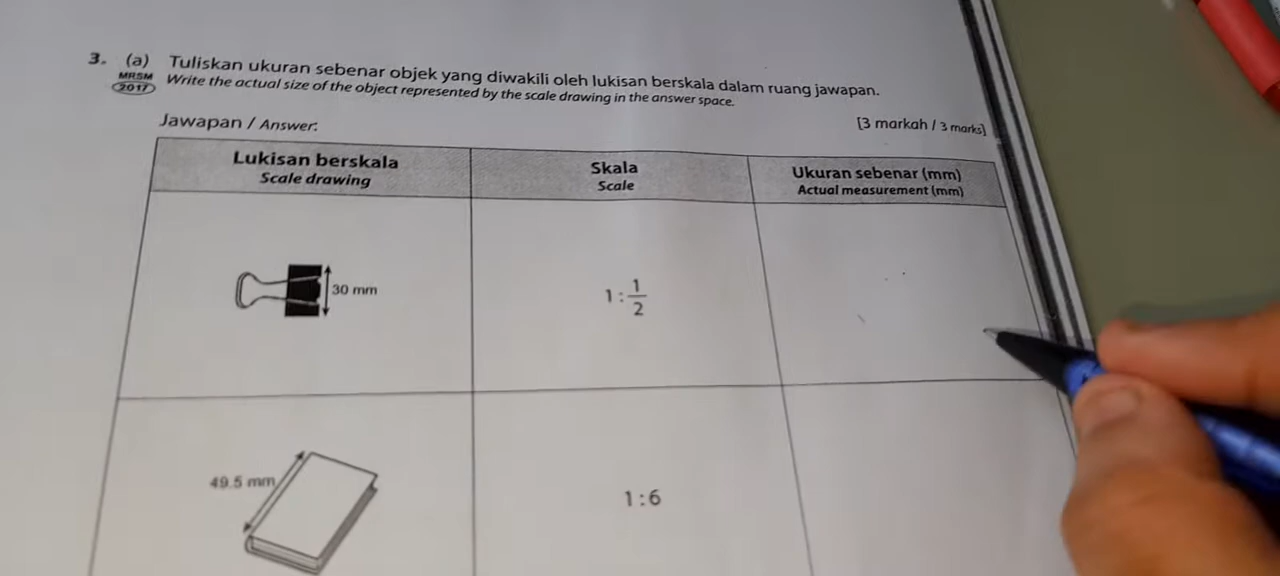 3. (a) Tuliskan ukuran sebenar objek yang diwakili oleh lukisan berskala dalam ruang jawapan.
MRSM Write the actual size of the object represented by the scale drawing in the answer space.
2017
[3 markah / 3 marks]
Jawapan / Answer:
Lukisan berskala
Scale drawing
Skala
Scale
Ukuran sebenar (mm)
Actual measurement (mm)
30 mm
1 : 1/2
49.5 mm
1 : 6